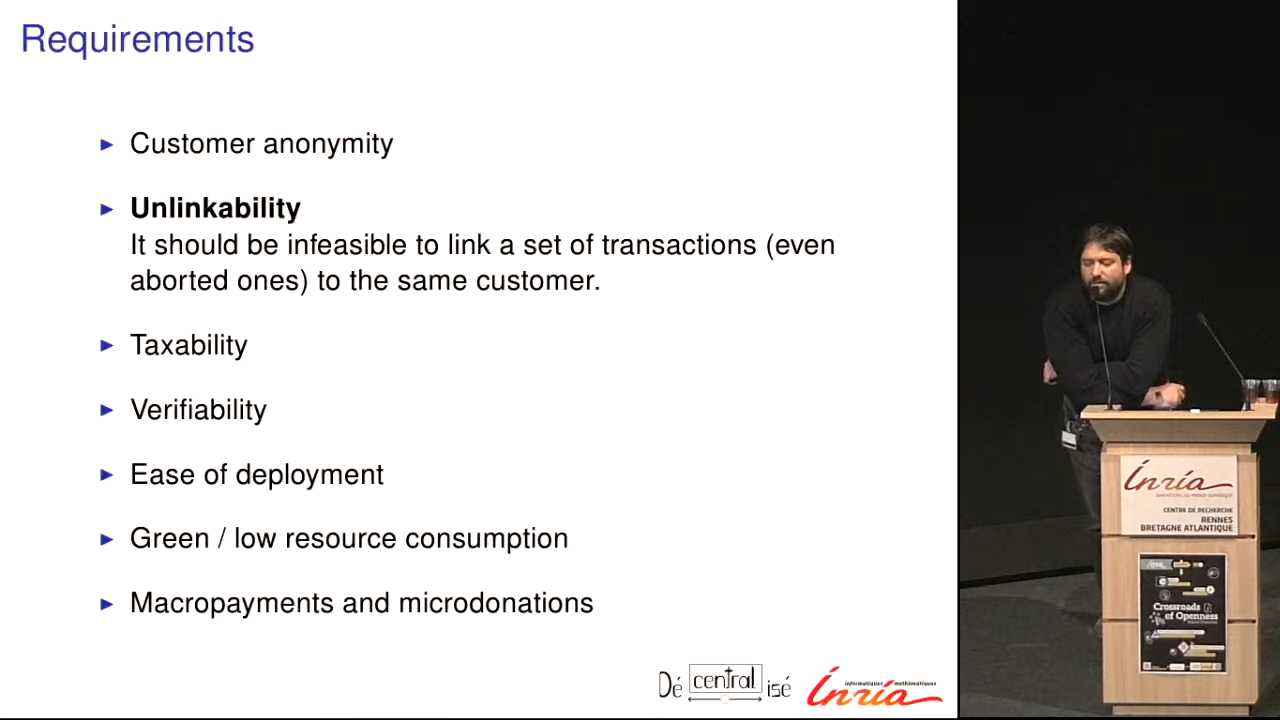 Requirements
Customer anonymity
Unlinkability
It should be infeasible to link a set of transactions (even
aborted ones) to the same customer.
Taxability
Verifiability
Ease of deployment
Green / low resource consumption
Macropayments and microdonations
Dé central isé
informatiques mathématiques
Inria
Inria
CENTRE DE RECHERCHE
RENNES
BRETAGNE ATLANTIQUE
Crossroads
of Openness